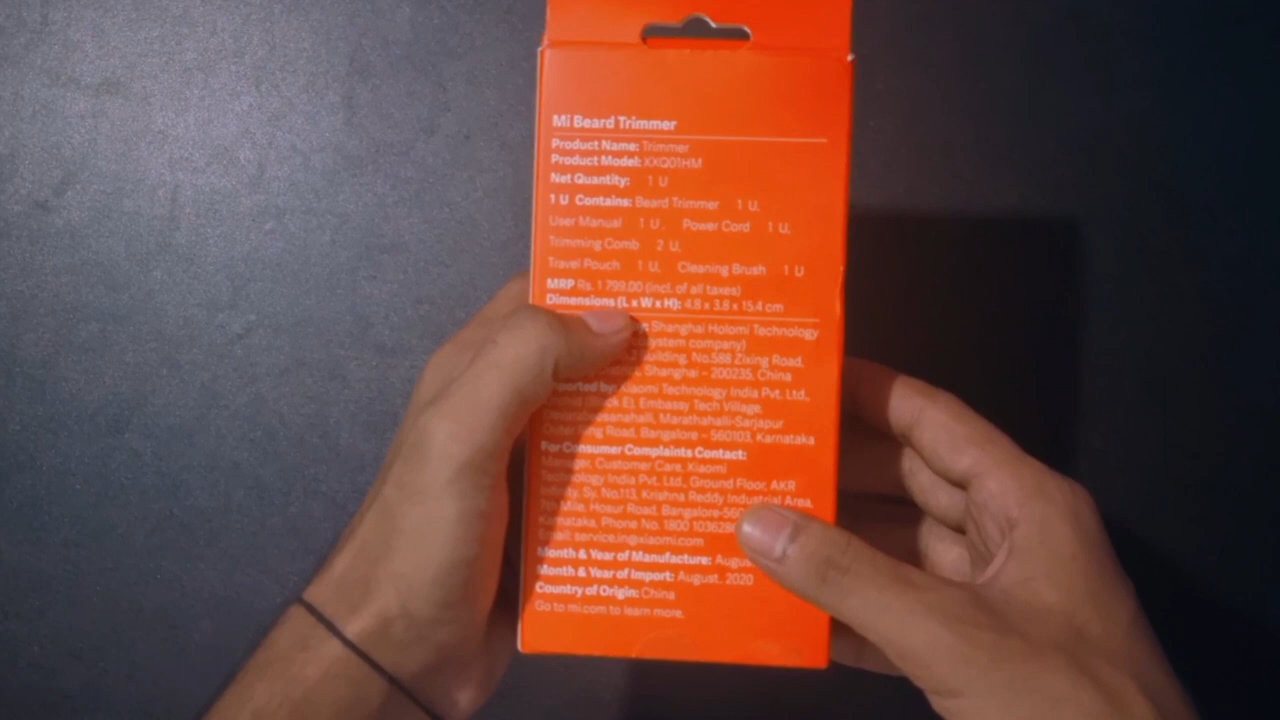 Mi Beard Trimmer
Product Name: Trimmer
Product Model: XXQ01HM
Net Quantity: 1 U
1 U Contains: Beard Trimmer 1 U,
User Manual 1 U, Power Cord 1 U,
Trimming Comb 2 U,
Travel Pouch 1 U, Cleaning Brush 1 U
MRP Rs. 1 799.00 (incl. of all taxes)
Dimensions (L x W x H): 4.8 x 3.8 x 15.4 cm
Shanghai Holomi Technology
system company)
Building, No.588 Zixing Road,
Shanghai - 200235, China
by: Xiaomi Technology India Pvt. Ltd.,
E), Embassy Tech Village,
Marathahalli-Sarjapur
Outer Ring Road, Bangalore - 560103, Karnataka
For Consumer Complaints Contact:
Manager, Customer Care, Xiaomi
Technology India Pvt. Ltd., Ground Floor, AKR
Infinity, Sy. No.113, Krishna Reddy Industrial Area,
7th Mile, Hosur Road, Bangalore-560
Karnataka, Phone No. 1800 103628
Email: service.in@xiaomi.com
Month & Year of Manufacture:
Month & Year of Import: August, 2020
Country of Origin: China
Go to mi.com to learn more.